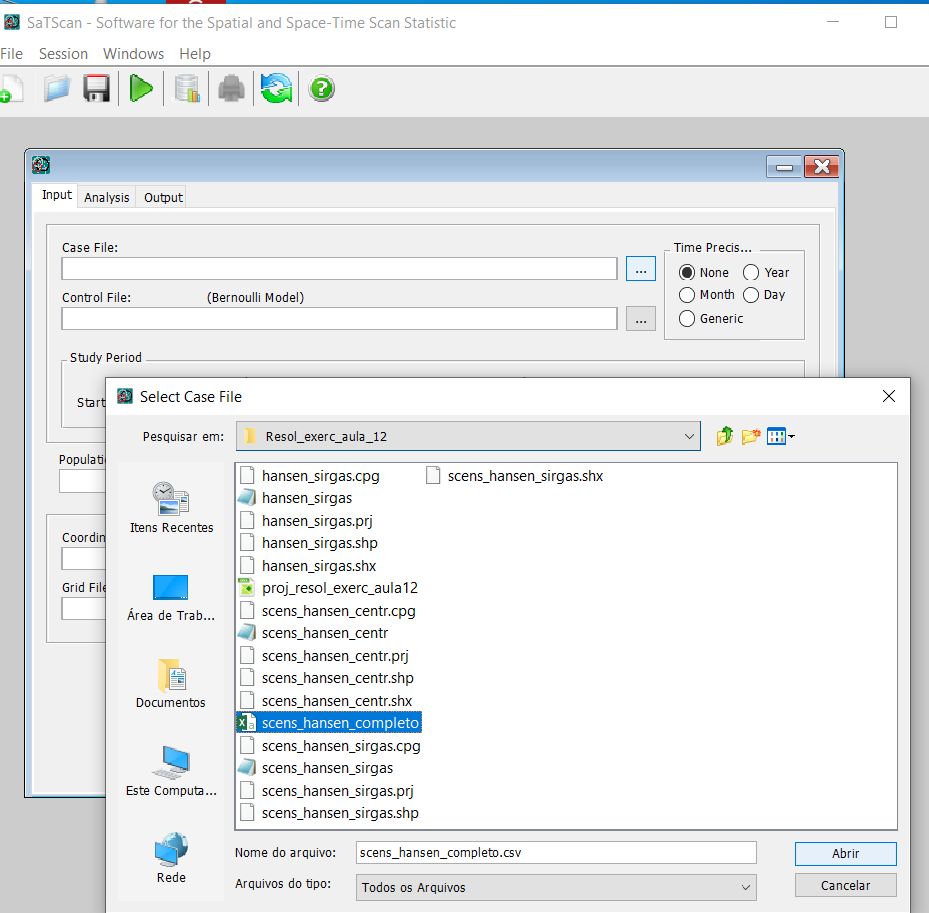 SaTScan - Software for the Spatial and Space-Time Scan Statistic
File Session Windows Help
Input Analysis Output
Case File:
...
Control File: (Bernoulli Model)
...
Time Precis...
None Year
Month Day
Generic
Study Period
Start
Populati
Coordin
Grid File
Select Case File
Pesquisar em: Resol_exerc_aula_12
Itens Recentes
Área de Trab...
Documentos
Este Computa...
Rede
hansen_sirgas.cpg
hansen_sirgas
hansen_sirgas.prj
hansen_sirgas.shp
hansen_sirgas.shx
proj_resol_exerc_aula12
scens_hansen_centr.cpg
scens_hansen_centr
scens_hansen_centr.prj
scens_hansen_centr.shp
scens_hansen_centr.shx
scens_hansen_completo
scens_hansen_sirgas.cpg
scens_hansen_sirgas
scens_hansen_sirgas.prj
scens_hansen_sirgas.shp
scens_hansen_sirgas.shx
Nome do arquivo: scens_hansen_completo.csv Abrir
Arquivos do tipo: Todos os Arquivos Cancelar